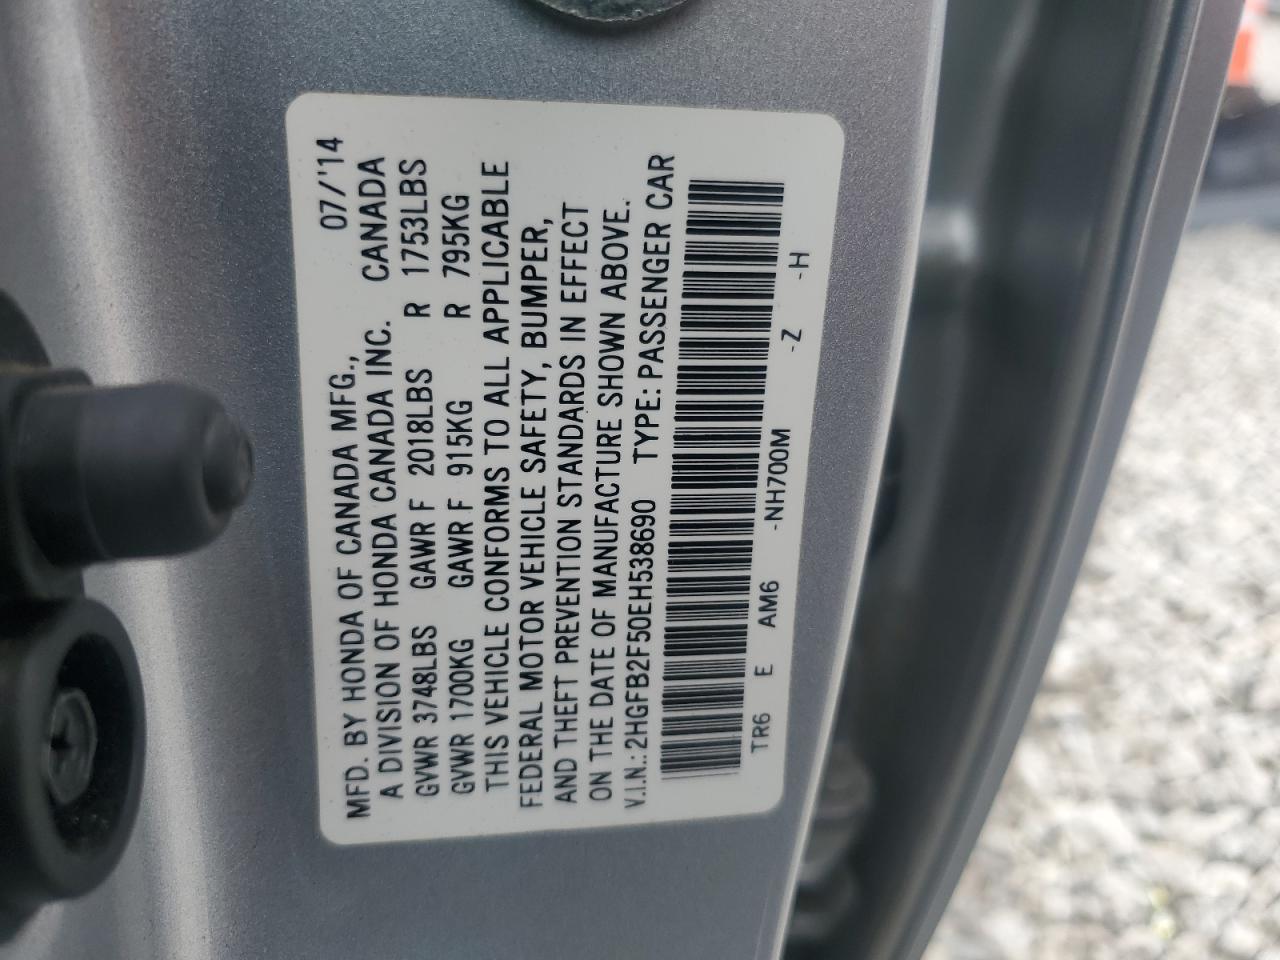 MFD. BY HONDA OF CANADA MFG., 07/'14
A DIVISION OF HONDA CANADA INC. CANADA
GVWR 3748LBS GAWR F 2018LBS R 1753LBS
GVWR 1700KG GAWR F 915KG R 795KG
THIS VEHICLE CONFORMS TO ALL APPLICABLE
FEDERAL MOTOR VEHICLE SAFETY, BUMPER,
AND THEFT PREVENTION STANDARDS IN EFFECT
ON THE DATE OF MANUFACTURE SHOWN ABOVE.
V.I.N.: 2HGFB2F50EH538690 TYPE: PASSENGER CAR
TR6 E AM6 -NH700M -Z -H